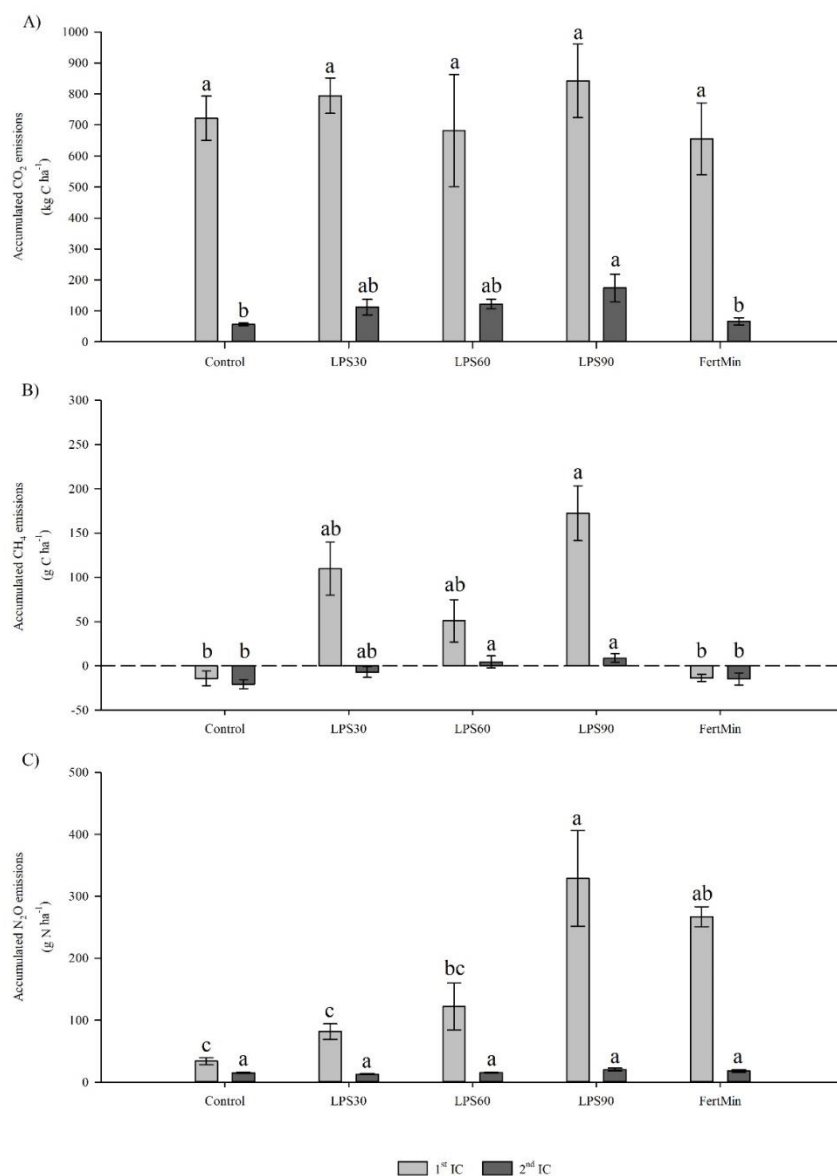 A)
Accumulated CO₂ emissions
(kg C ha⁻¹)
1000
900
800
700
600
500
400
300
200
100
0
a a a a a
b ab ab a b
Control LPS30 LPS60 LPS90 FertMin
B)
Accumulated CH₄ emissions
(g C ha⁻¹)
300
250
200
150
100
50
0
-50
b b ab ab ab a a a b b
Control LPS30 LPS60 LPS90 FertMin
C)
Accumulated N₂O emissions
(g N ha⁻¹)
500
400
300
200
100
0
c a c a bc a a a ab a
Control LPS30 LPS60 LPS90 FertMin
1ˢᵗ IC 2ⁿᵈ IC